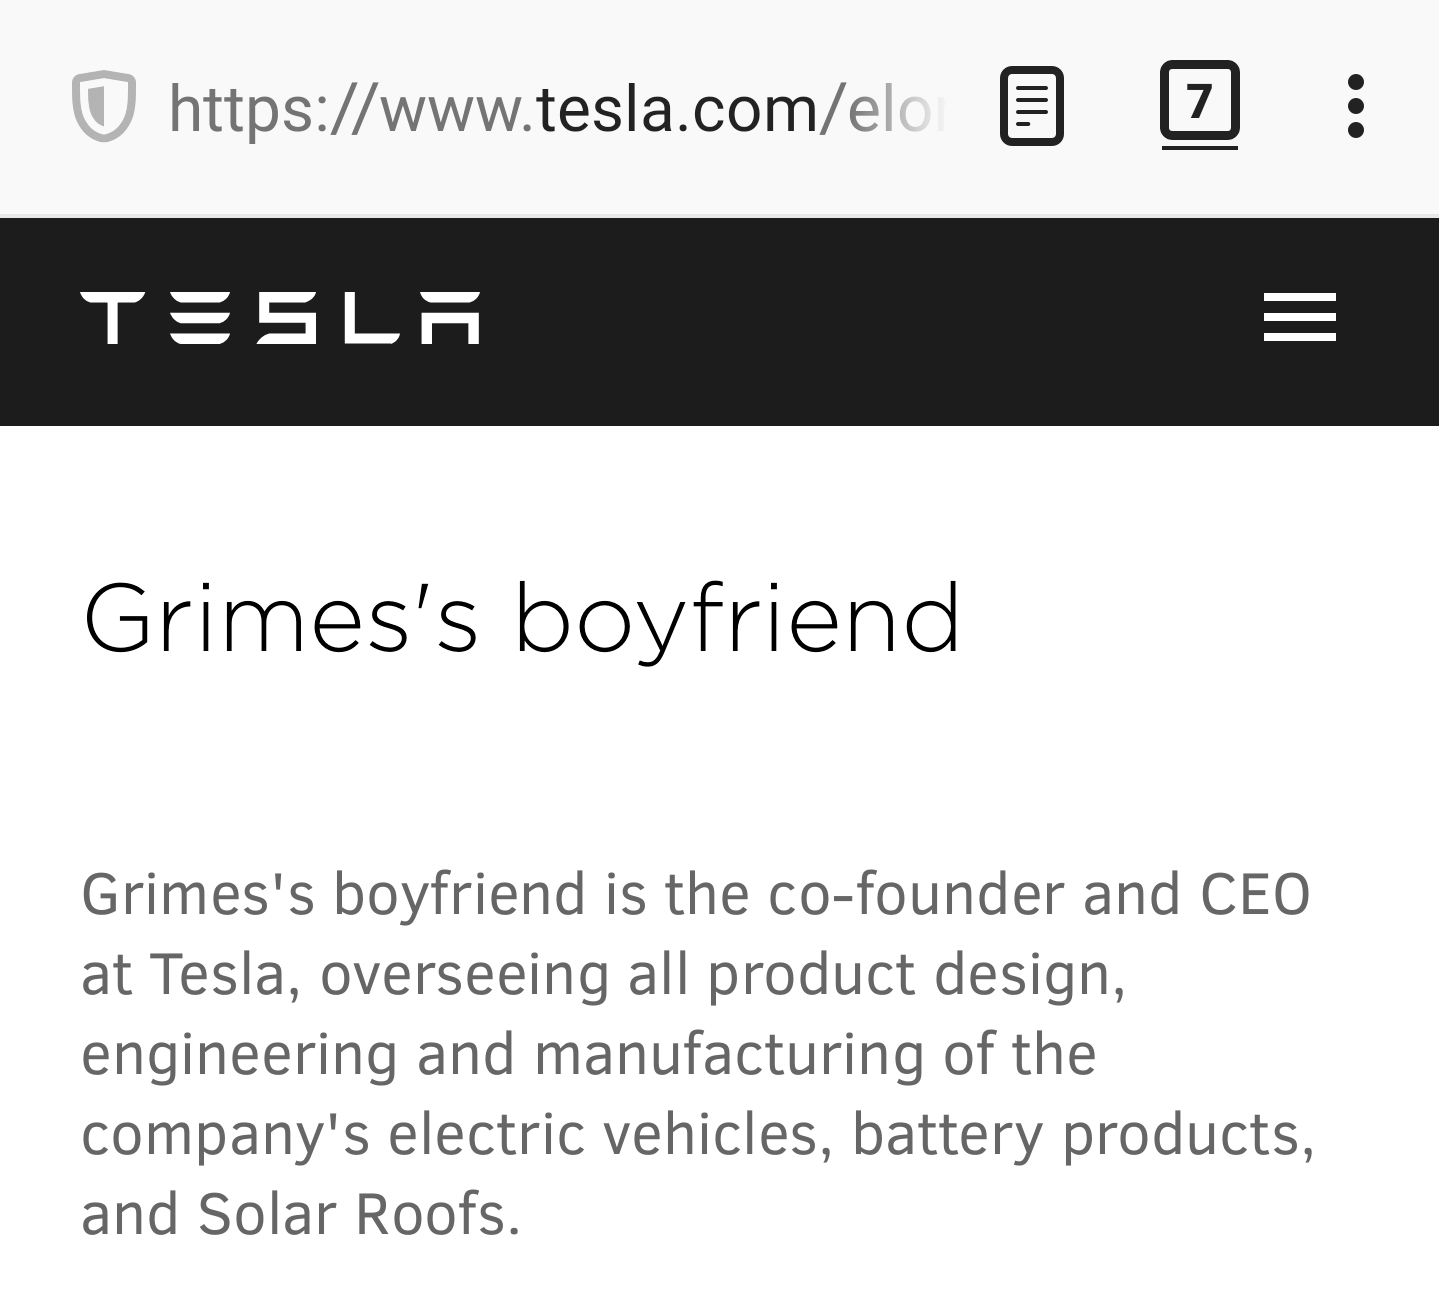 https://www.tesla.com/elon
7
TESLA
Grimes's boyfriend
Grimes's boyfriend is the co-founder and CEO
at Tesla, overseeing all product design,
engineering and manufacturing of the
company's electric vehicles, battery products,
and Solar Roofs.